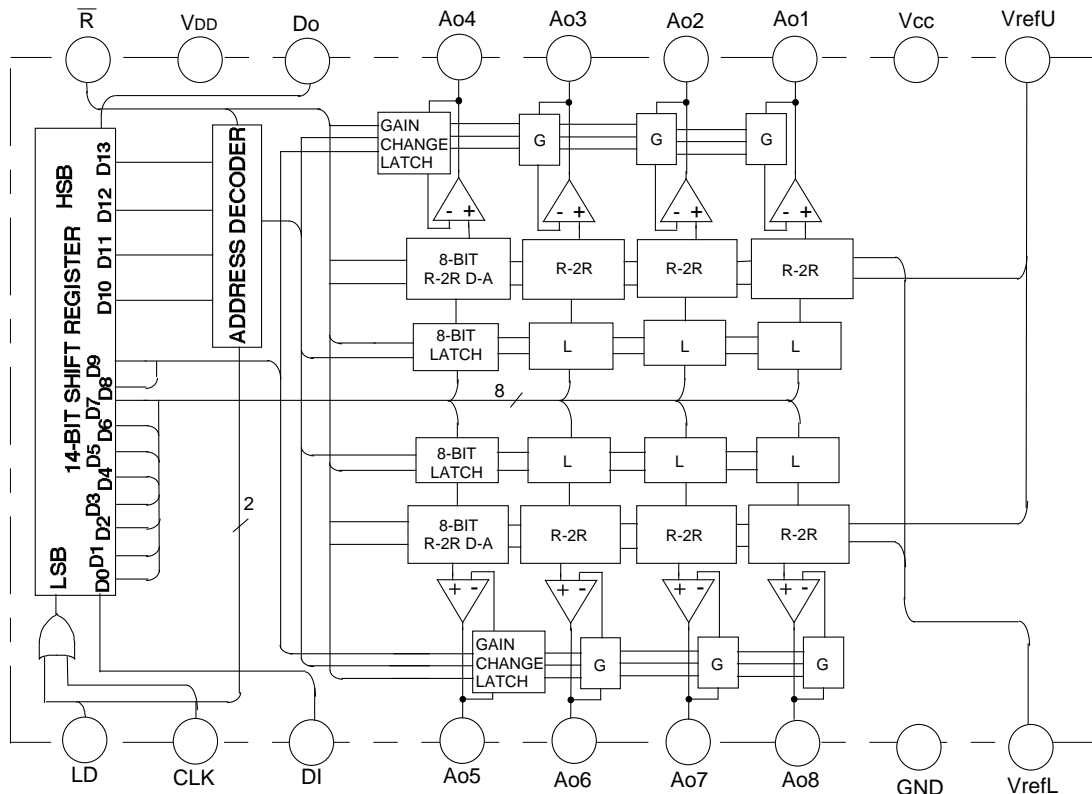 R
VDD
Do
Ao4
Ao3
Ao2
Ao1
Vcc
VrefU
14-BIT SHIFT REGISTER
HSB
LSB
D13
D12
D11
D10
D9
D8
D7
D6
D5
D4
D3
D2
D1
D0
ADDRESS DECODER
2
GAIN
CHANGE
LATCH
G
G
G
- +
- +
- +
- +
8-BIT
R-2R D-A
R-2R
R-2R
R-2R
8-BIT
LATCH
L
L
L
8
8-BIT
LATCH
L
L
L
8-BIT
R-2R D-A
R-2R
R-2R
R-2R
+ -
+ -
+ -
+ -
GAIN
CHANGE
LATCH
G
G
G
LD
CLK
DI
Ao5
Ao6
Ao7
Ao8
GND
VrefL